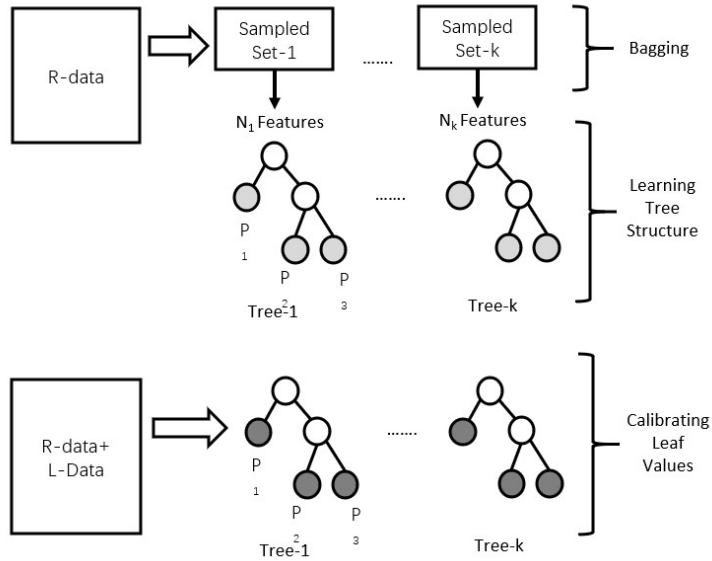 R-data
Sampled
Set-1
.......
Sampled
Set-k
Bagging
N1 Features
Nk Features
.......
Learning
Tree
Structure
P
1
P
2
P
3
Tree-1
Tree-k
R-data+
L-Data
.......
Calibrating
Leaf
Values
P
1
P
2
P
3
Tree-1
Tree-k